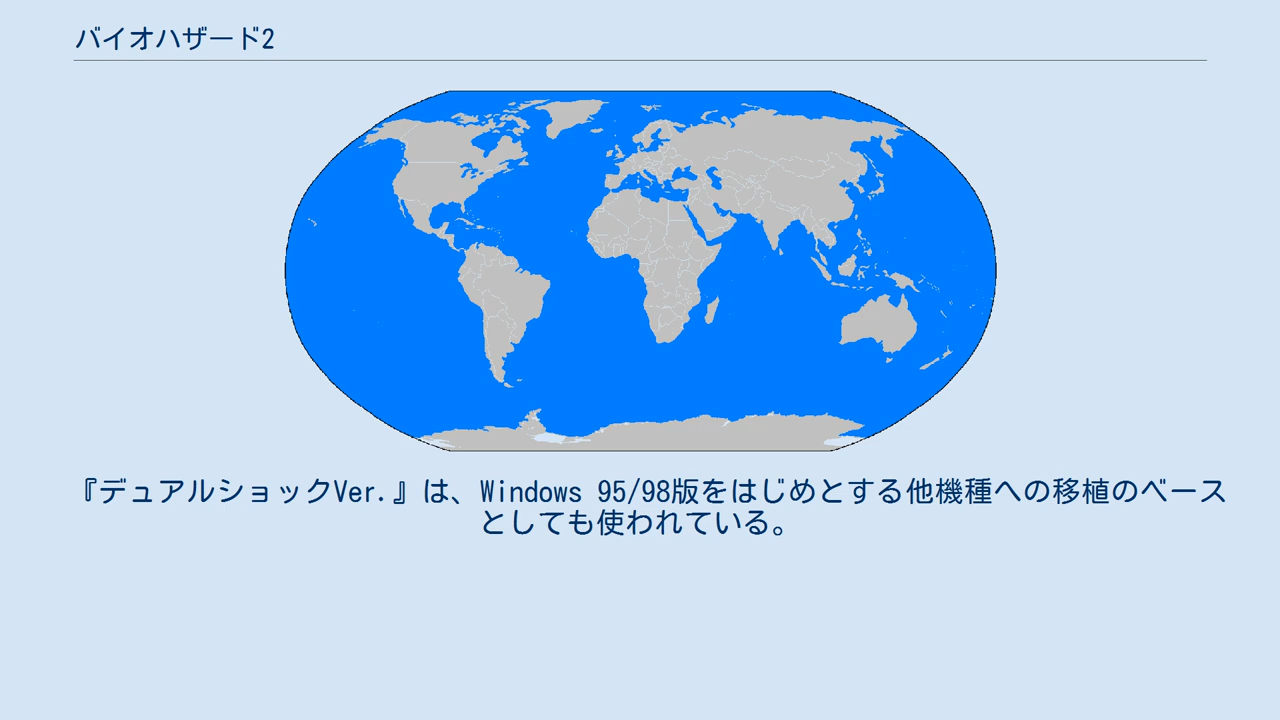 バイオハザード2
『デュアルショックVer.』は、Windows 95/98版をはじめとする他機種への移植のベース
としても使われている。